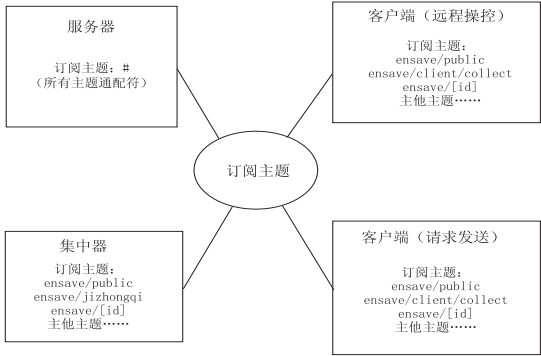 服务器
订阅主题：#
（所有主题通配符）
客户端（远程操控）
订阅主题：
ensave/public
ensave/client/collect
ensave/[id]
主他主题……
订阅主题
集中器
订阅主题：
ensave/public
ensave/jizhongqi
ensave/[id]
主他主题……
客户端（请求发送）
订阅主题：
ensave/public
ensave/client/collect
ensave/[id]
主他主题……